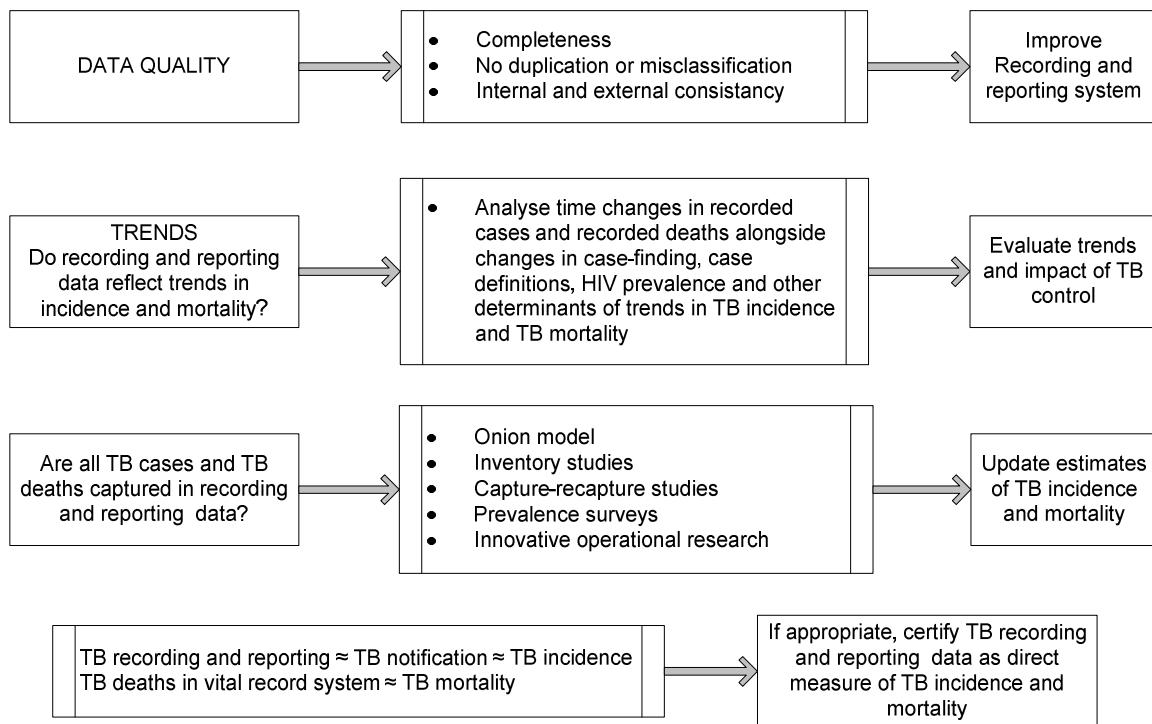 DATA QUALITY
● Completeness
● No duplication or misclassification
● Internal and external consistancy
Improve
Recording and
reporting system
TRENDS
Do recording and reporting
data reflect trends in
incidence and mortality?
● Analyse time changes in recorded
cases and recorded deaths alongside
changes in case-finding, case
definitions, HIV prevalence and other
determinants of trends in TB incidence
and TB mortality
Evaluate trends
and impact of TB
control
Are all TB cases and TB
deaths captured in recording
and reporting data?
● Onion model
● Inventory studies
● Capture-recapture studies
● Prevalence surveys
● Innovative operational research
Update estimates
of TB incidence
and mortality
TB recording and reporting ≈ TB notification ≈ TB incidence
TB deaths in vital record system ≈ TB mortality
If appropriate, certify TB recording
and reporting data as direct
measure of TB incidence and
mortality